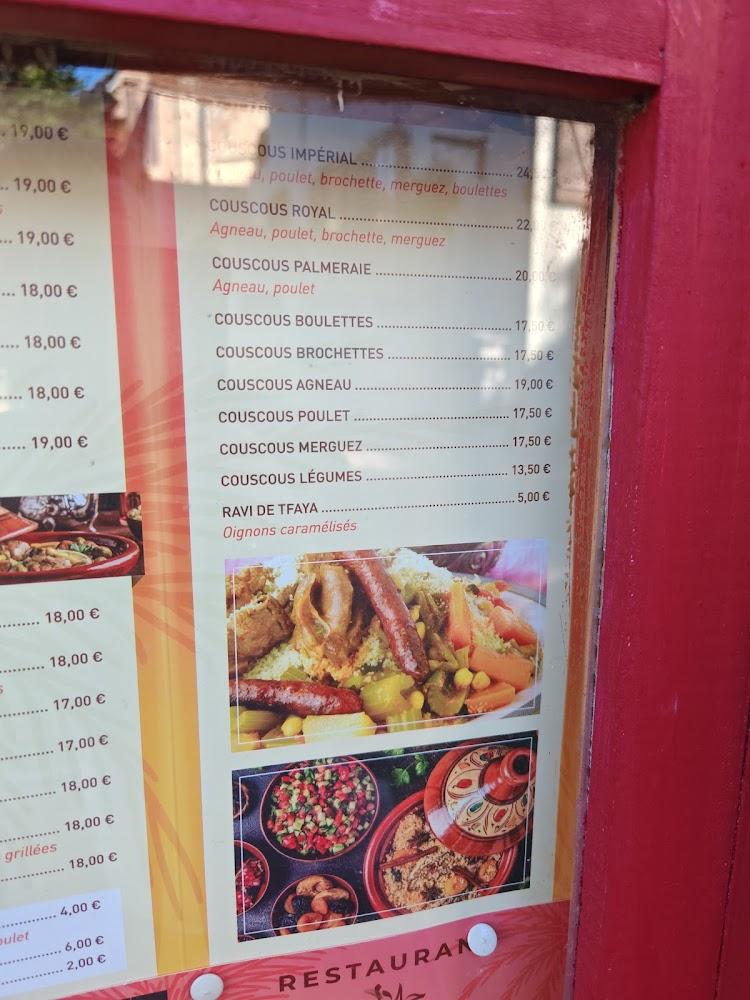 19,00 €
19,00 €
19,00 €
18,00 €
18,00 €
18,00 €
19,00 €
18,00 €
18,00 €
17,00 €
17,00 €
18,00 €
18,00 €
grillées
18,00 €
4,00 €
6,00 €
2,00 €
COUSCOUS IMPÉRIAL
poulet, brochette, merguez, boulettes
COUSCOUS ROYAL
Agneau, poulet, brochette, merguez
COUSCOUS PALMERAIE 20,00 €
Agneau, poulet
COUSCOUS BOULETTES 17,50 €
COUSCOUS BROCHETTES 17,50 €
COUSCOUS AGNEAU 19,00 €
COUSCOUS POULET 17,50 €
COUSCOUS MERGUEZ 17,50 €
COUSCOUS LÉGUMES 13,50 €
RAVI DE TFAYA 5,00 €
Oignons caramélisés
RESTAURAN